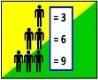 = 3
= 6
= 9